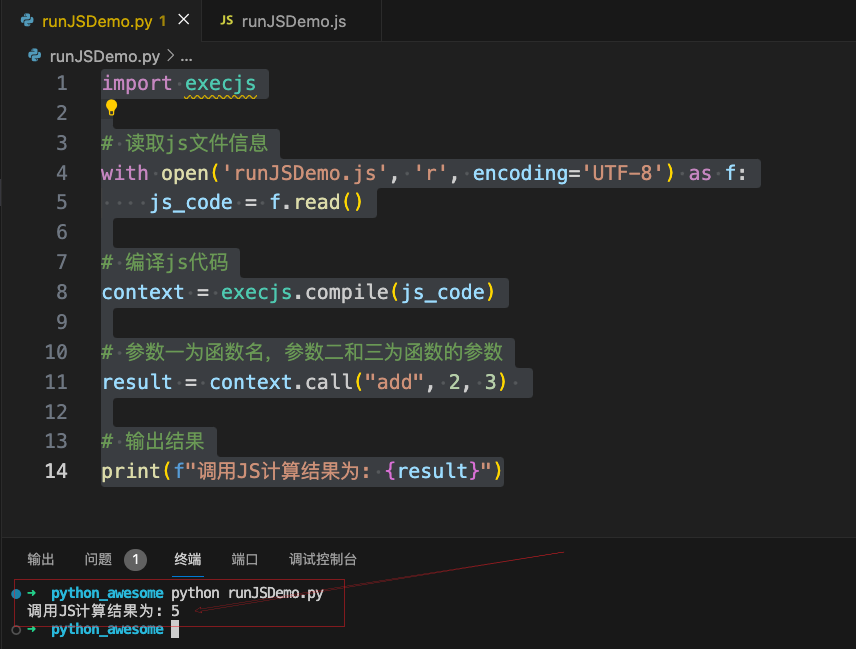 runJSDemo.py 1
JS runJSDemo.js
runJSDemo.py > ...
1 import execjs
2
3 # 读取js文件信息
4 with open('runJSDemo.js', 'r', encoding='UTF-8') as f:
5     js_code = f.read()
6
7 # 编译js代码
8 context = execjs.compile(js_code)
9
10 # 参数一为函数名，参数二和三为函数的参数
11 result = context.call("add", 2, 3)
12
13 # 输出结果
14 print(f"调用JS计算结果为: {result}")
输出 问题 1 终端 端口 调试控制台
➜ python_awesome python runJSDemo.py
调用JS计算结果为: 5
➜ python_awesome